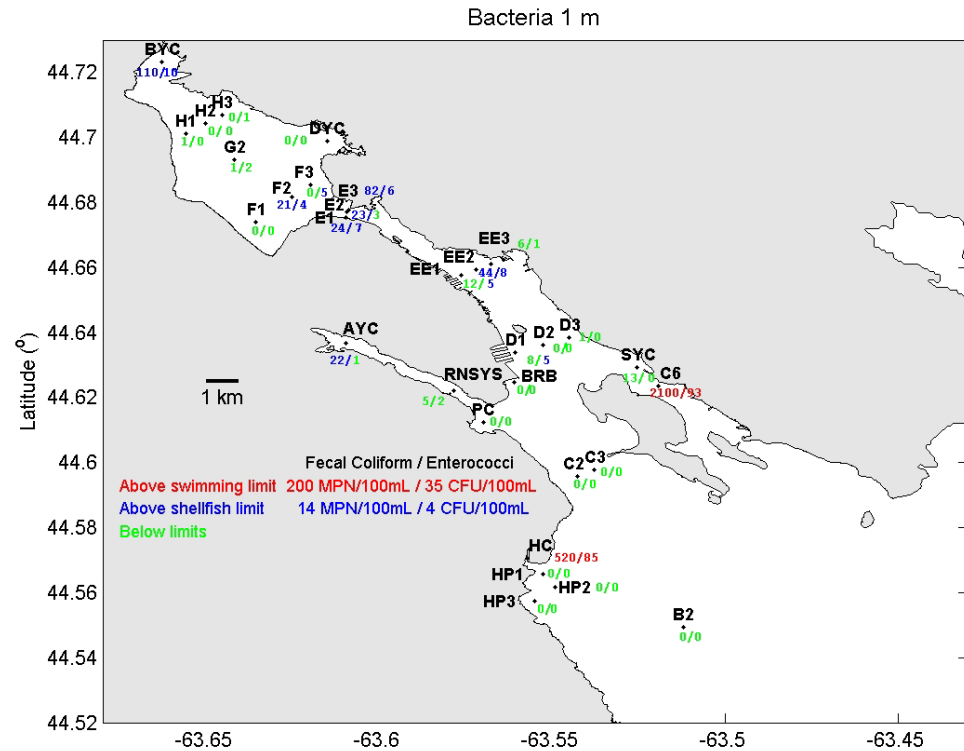 Bacteria 1 m
BYC
44.72
110/10
H3
H2
0/1
H1
0/0
DYC
44.7
1/0
0/0
G2
1/2
F3
F2
0/5
E3
82/6
44.68
21/4
E2
23/3
F1
E1
0/0
24/7
EE3
6/1
EE2
44.66
EE1
44/8
12/5
44.64
AYC
D3
D2
1/0
D1
0/0
SYC
22/1
8/5
RNSYS
BRB
13/0
C6
44.62
0/0
2100/93
5/2
PC
0/0
Latitude (o)
1 km
44.6
Fecal Coliform / Enterococci
C3
C2
0/0
0/0
Above swimming limit 200 MPN/100mL / 35 CFU/100mL
Above shellfish limit 14 MPN/100mL / 4 CFU/100mL
Below limits
44.58
HC
520/85
HP1
0/0
HP2 0/0
44.56
HP3
0/0
B2
0/0
44.54
44.52
-63.65 -63.6 -63.55 -63.5 -63.45